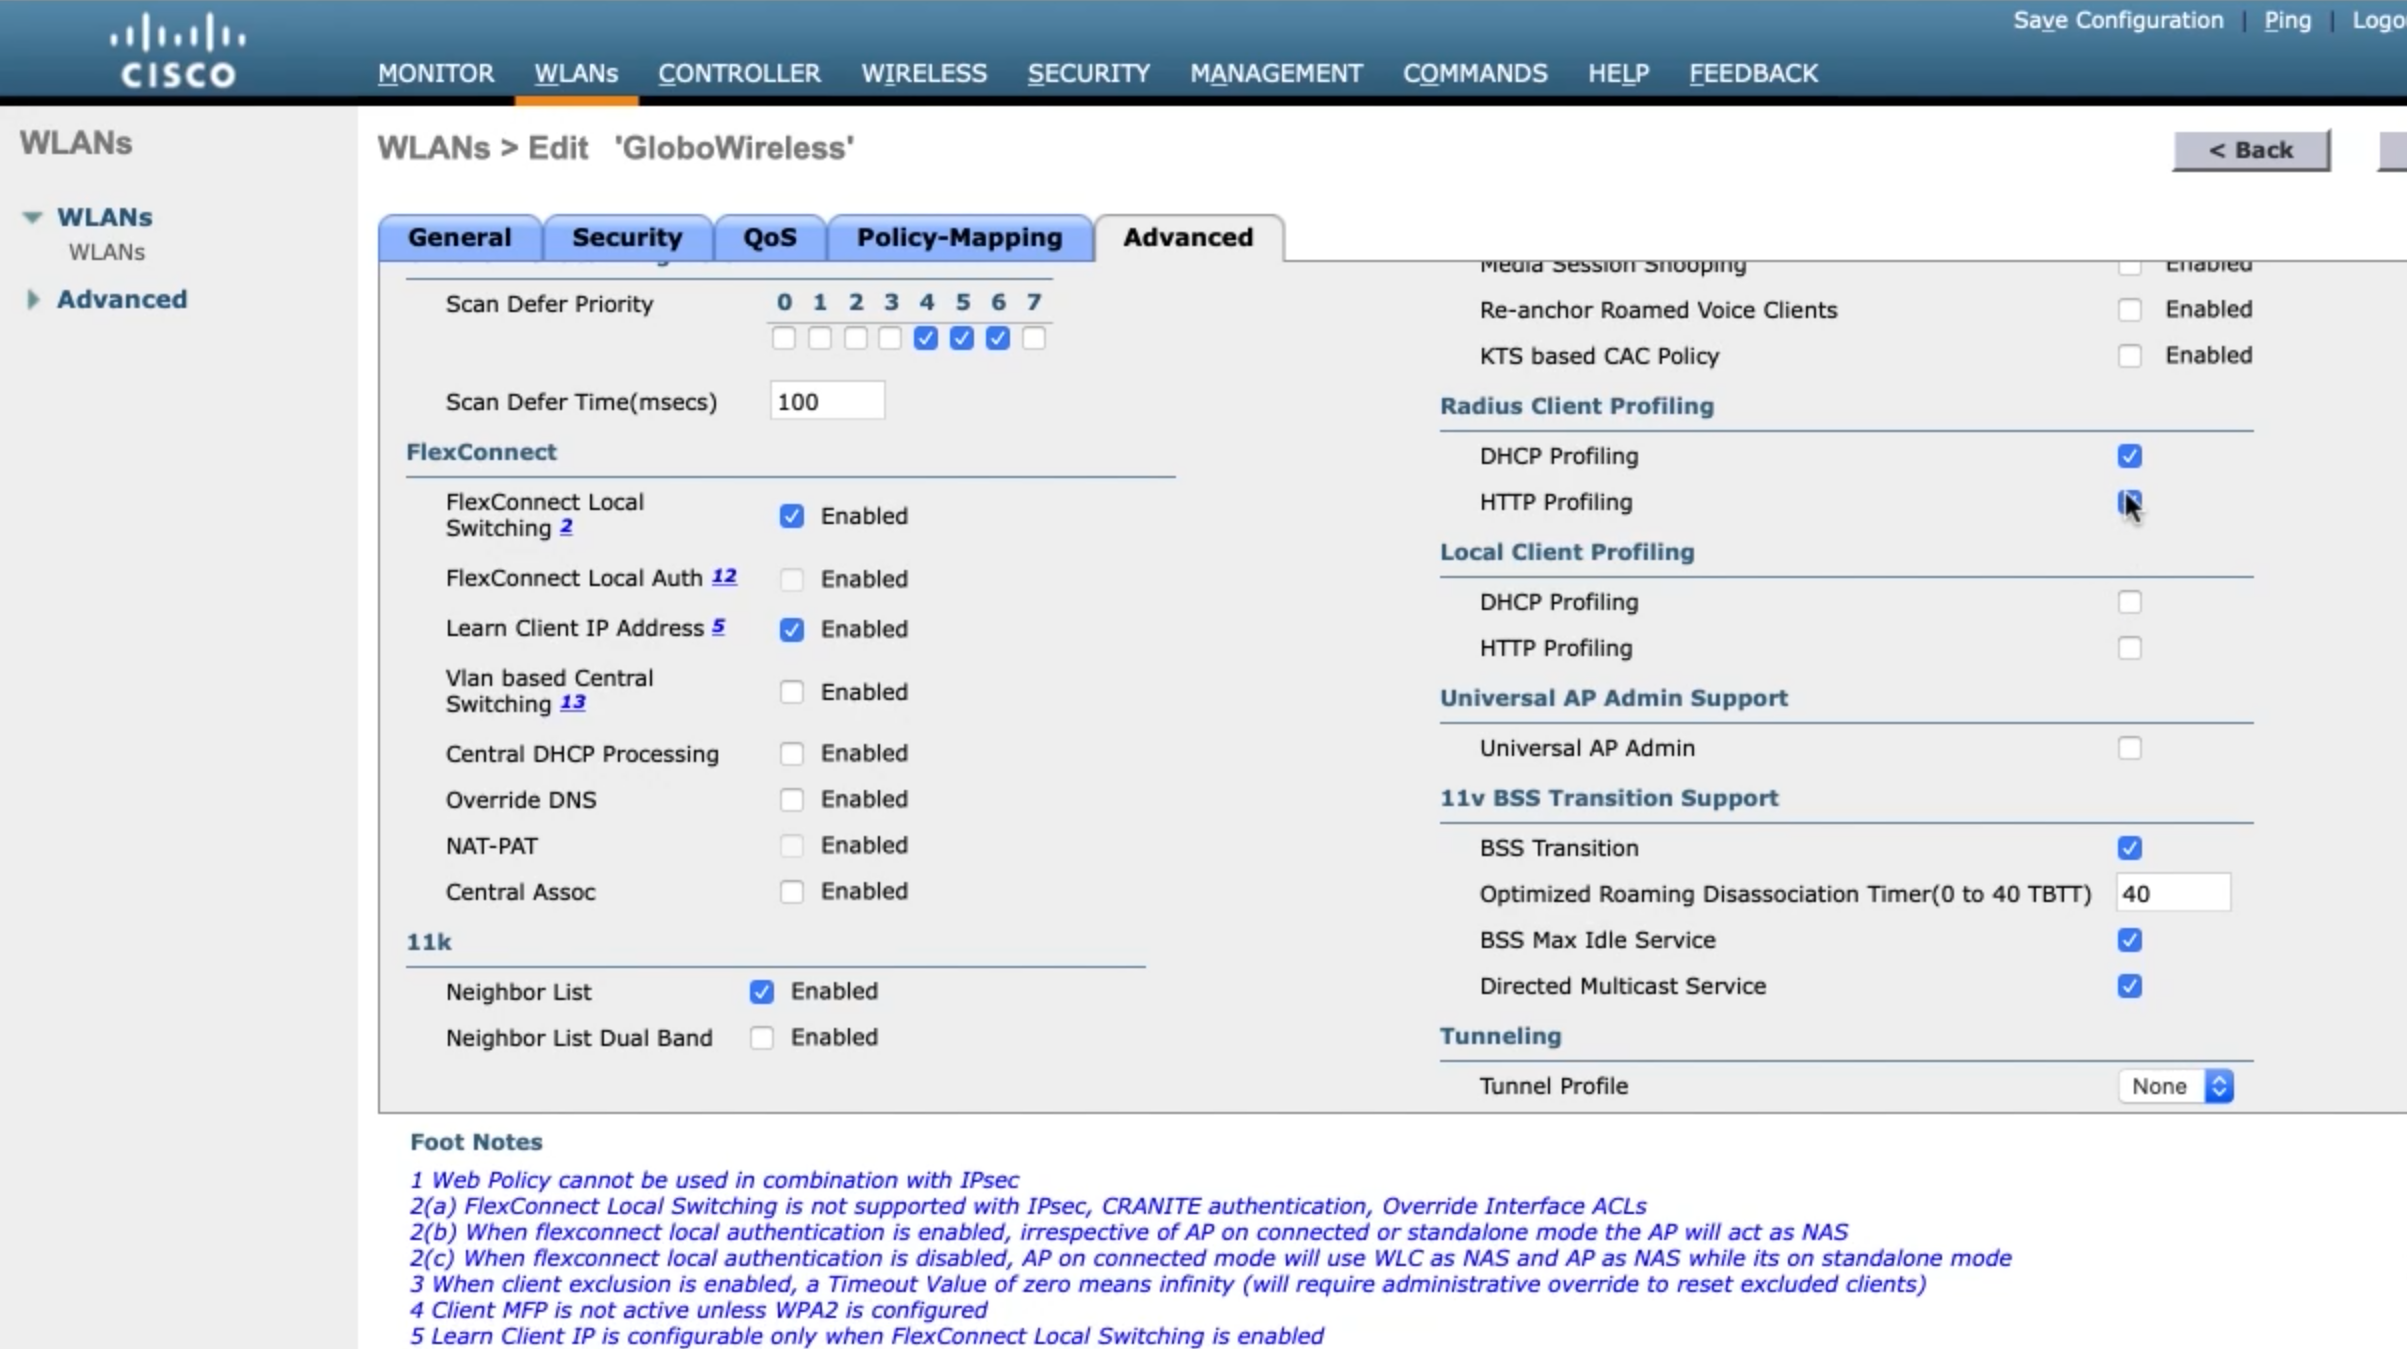 Save Configuration | Ping | Logo
CISCO
MONITOR WLANs CONTROLLER WIRELESS SECURITY MANAGEMENT COMMANDS HELP FEEDBACK
WLANs
WLANs
WLANs
Advanced
WLANs > Edit 'GloboWireless'
< Back
General Security QoS Policy-Mapping Advanced
Scan Defer Priority 0 1 2 3 4 5 6 7
Scan Defer Time(msecs) 100
FlexConnect
FlexConnect Local
Switching 2 Enabled
FlexConnect Local Auth 12 Enabled
Learn Client IP Address 5 Enabled
Vlan based Central
Switching 13 Enabled
Central DHCP Processing Enabled
Override DNS Enabled
NAT-PAT Enabled
Central Assoc Enabled
11k
Neighbor List Enabled
Neighbor List Dual Band Enabled
Media Session Snooping Enabled
Re-anchor Roamed Voice Clients Enabled
KTS based CAC Policy Enabled
Radius Client Profiling
DHCP Profiling
HTTP Profiling
Local Client Profiling
DHCP Profiling
HTTP Profiling
Universal AP Admin Support
Universal AP Admin
11v BSS Transition Support
BSS Transition
Optimized Roaming Disassociation Timer(0 to 40 TBTT) 40
BSS Max Idle Service
Directed Multicast Service
Tunneling
Tunnel Profile None
Foot Notes
1 Web Policy cannot be used in combination with IPsec
2(a) FlexConnect Local Switching is not supported with IPsec, CRANITE authentication, Override Interface ACLs
2(b) When flexconnect local authentication is enabled, irrespective of AP on connected or standalone mode the AP will act as NAS
2(c) When flexconnect local authentication is disabled, AP on connected mode will use WLC as NAS and AP as NAS while its on standalone mode
3 When client exclusion is enabled, a Timeout Value of zero means infinity (will require administrative override to reset excluded clients)
4 Client MFP is not active unless WPA2 is configured
5 Learn Client IP is configurable only when FlexConnect Local Switching is enabled